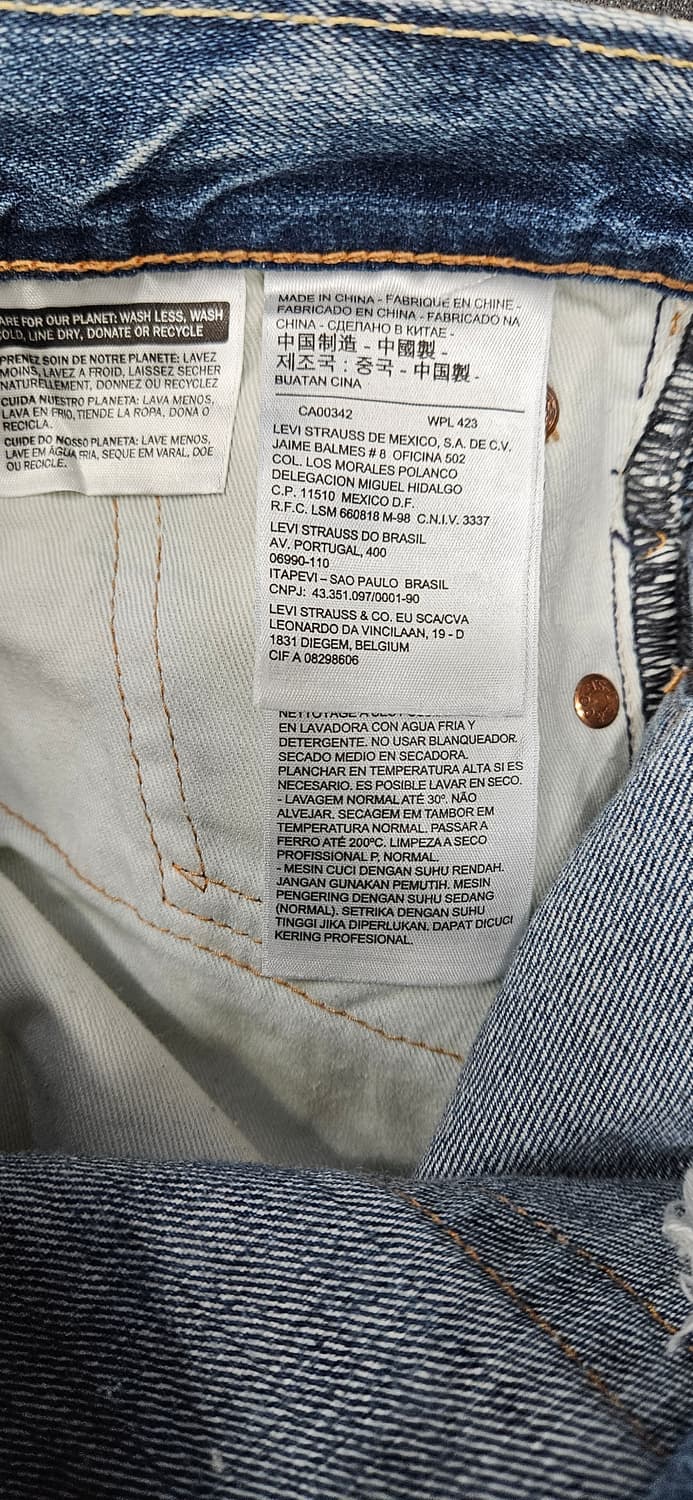 ARE FOR OUR PLANET: WASH LESS, WASH
OLD, LINE DRY, DONATE OR RECYCLE
PRENEZ SOIN DE NOTRE PLANETE: LAVEZ
MOINS, LAVEZ A FROID, LAISSEZ SECHER
NATURELLEMENT, DONNEZ OU RECYCLEZ
CUIDA NUESTRO PLANETA: LAVA MENOS,
LAVA EN FRIO, TIENDE LA ROPA, DONA O
RECICLA.
CUIDE DO NOSSO PLANETA: LAVE MENOS,
LAVE EM ÁGUA FRIA, SEQUE EM VARAL, DOE
OU RECICLE.
MADE IN CHINA - FABRIQUE EN CHINE -
FABRICADO EN CHINA - FABRICADO NA
CHINA - СДЕЛАНО В КИТАЕ -
中国制造 - 中國製 -
제조국 : 중국 - 中国製 -
BUATAN CINA
CA00342 WPL 423
LEVI STRAUSS DE MEXICO, S.A. DE C.V.
JAIME BALMES # 8 OFICINA 502
COL. LOS MORALES POLANCO
DELEGACION MIGUEL HIDALGO
C.P. 11510 MEXICO D.F.
R.F.C. LSM 660818 M-98 C.N.I.V. 3337
LEVI STRAUSS DO BRASIL
AV. PORTUGAL, 400
06990-110
ITAPEVI – SAO PAULO BRASIL
CNPJ: 43.351.097/0001-90
LEVI STRAUSS & CO. EU SCA/CVA
LEONARDO DA VINCILAAN, 19 - D
1831 DIEGEM, BELGIUM
CIF A 08298606
NETTOYAGE A
EN LAVADORA CON AGUA FRIA Y
DETERGENTE. NO USAR BLANQUEADOR.
SECADO MEDIO EN SECADORA.
PLANCHAR EN TEMPERATURA ALTA SI ES
NECESARIO. ES POSIBLE LAVAR EN SECO.
- LAVAGEM NORMAL ATÉ 30º. NÃO
ALVEJAR. SECAGEM EM TAMBOR EM
TEMPERATURA NORMAL. PASSAR A
FERRO ATÉ 200ºC. LIMPEZA A SECO
PROFISSIONAL P, NORMAL.
- MESIN CUCI DENGAN SUHU RENDAH.
JANGAN GUNAKAN PEMUTIH. MESIN
PENGERING DENGAN SUHU SEDANG
(NORMAL). SETRIKA DENGAN SUHU
TINGGI JIKA DIPERLUKAN. DAPAT DICUCI
KERING PROFESIONAL.